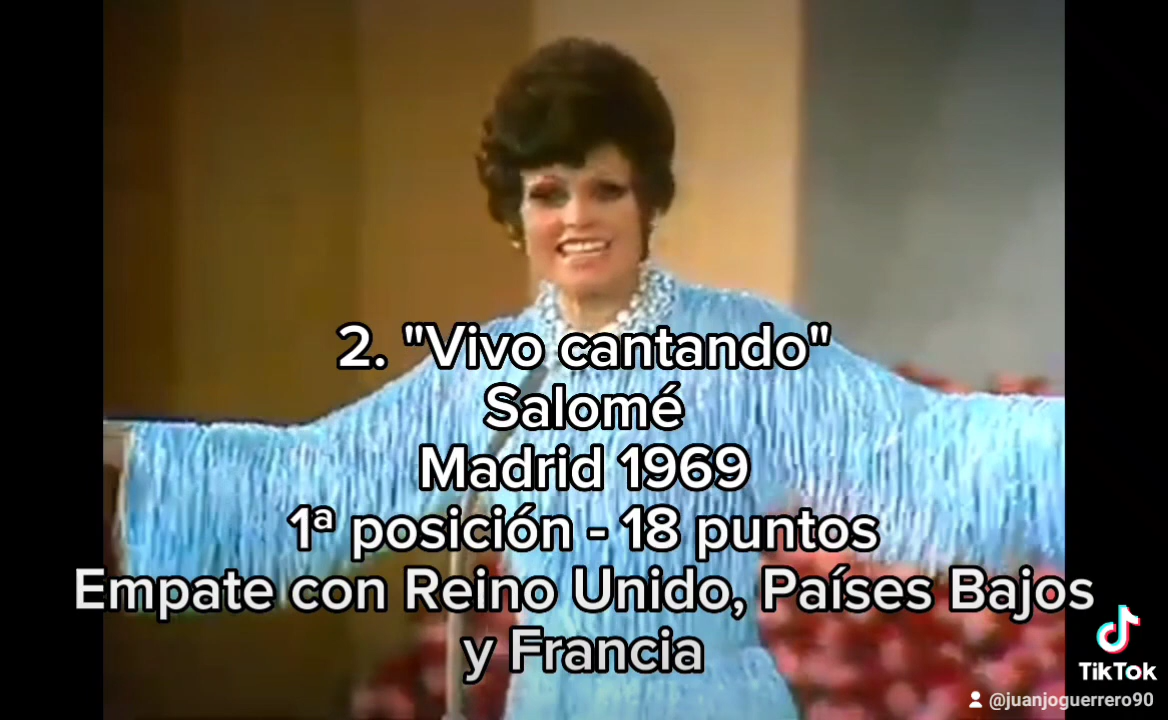 2. "Vivo cantando"
Salomé
Madrid 1969
1ª posición - 18 puntos
Empate con Reino Unido, Países Bajos
y Francia
TikTok
@juanjoguerrero90